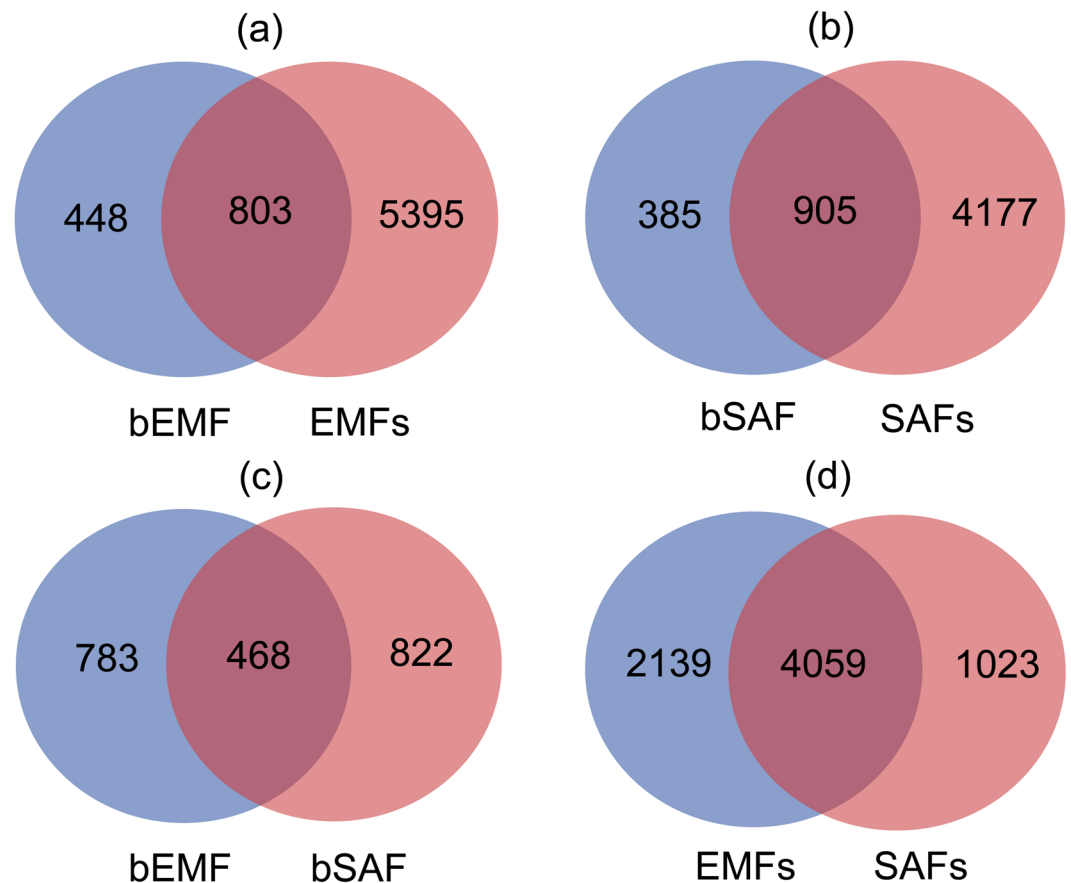 (a)
448 803 5395
bEMF EMFs
(b)
385 905 4177
bSAF SAFs
(c)
783 468 822
bEMF bSAF
(d)
2139 4059 1023
EMFs SAFs